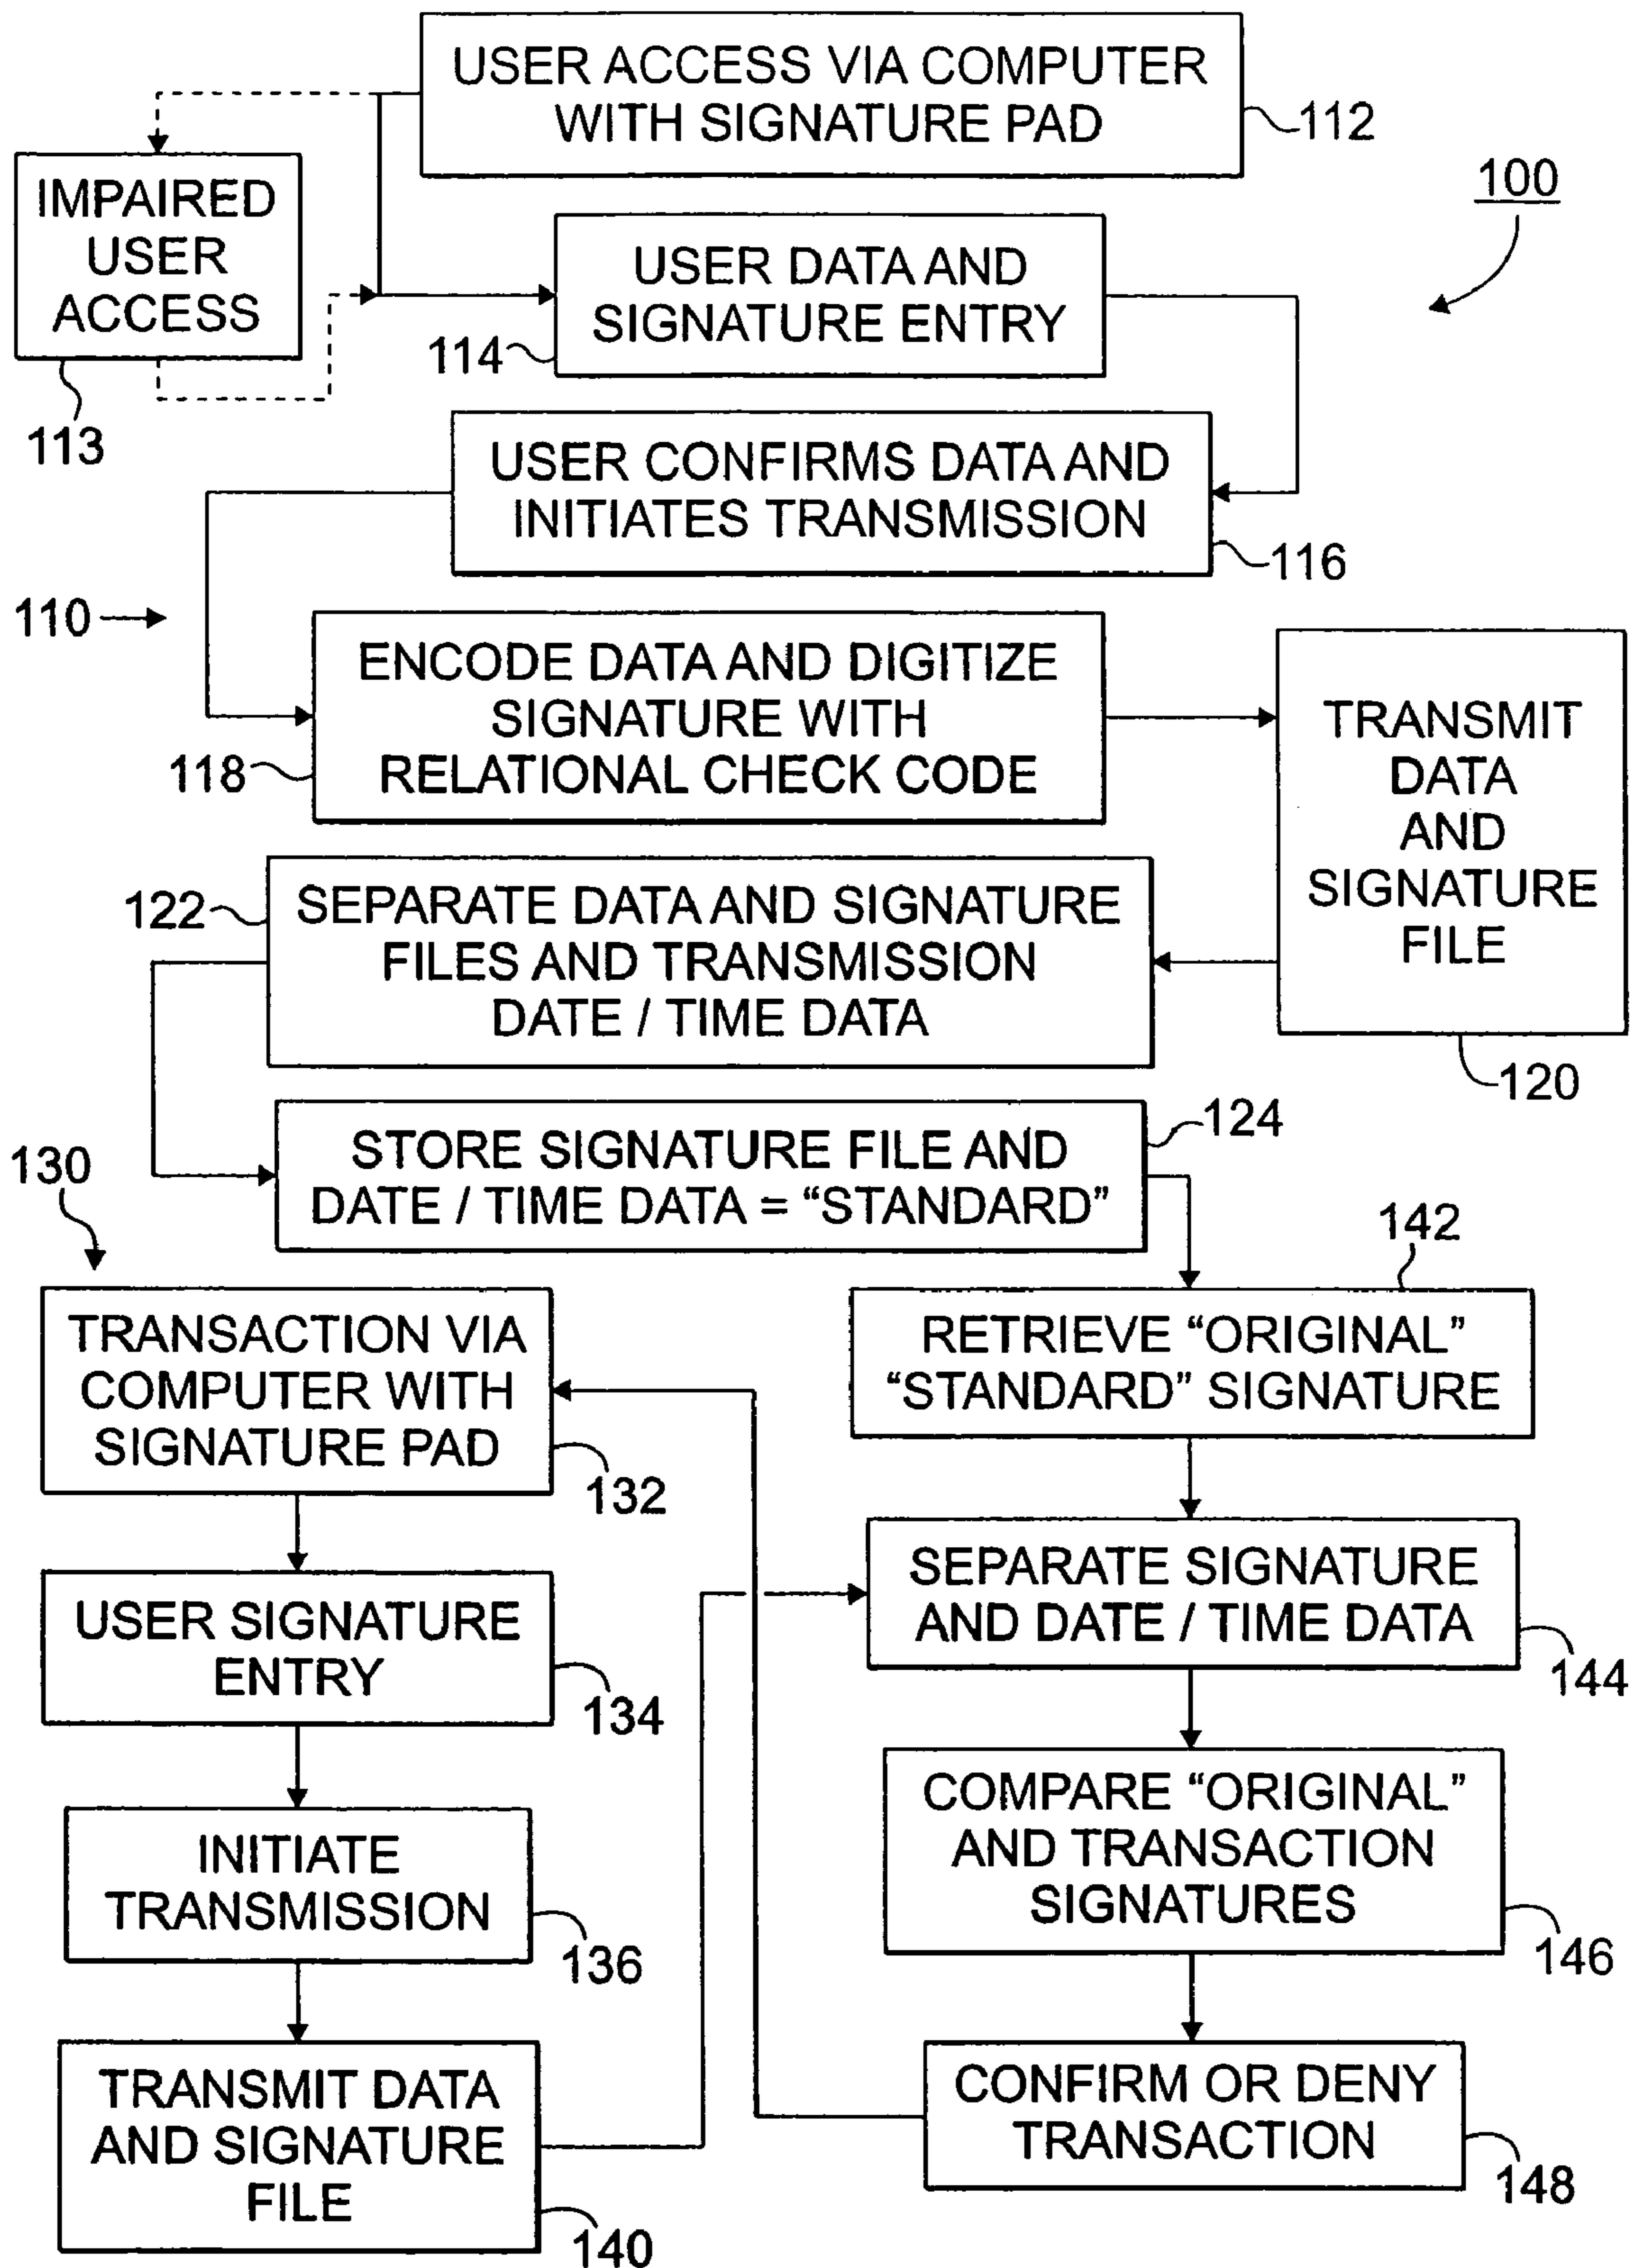 USER ACCESS VIA COMPUTER
WITH SIGNATURE PAD
112
100
IMPAIRED
USER
ACCESS
113
USER DATA AND
SIGNATURE ENTRY
114
USER CONFIRMS DATA AND
INITIATES TRANSMISSION
116
110
ENCODE DATA AND DIGITIZE
SIGNATURE WITH
RELATIONAL CHECK CODE
118
TRANSMIT
DATA
AND
SIGNATURE
FILE
120
122
SEPARATE DATA AND SIGNATURE
FILES AND TRANSMISSION
DATE / TIME DATA
124
STORE SIGNATURE FILE AND
DATE / TIME DATA = “STANDARD”
130
TRANSACTION VIA
COMPUTER WITH
SIGNATURE PAD
132
USER SIGNATURE
ENTRY
134
INITIATE
TRANSMISSION
136
TRANSMIT DATA
AND SIGNATURE
FILE
140
142
RETRIEVE “ORIGINAL”
“STANDARD” SIGNATURE
SEPARATE SIGNATURE
AND DATE / TIME DATA
144
COMPARE “ORIGINAL”
AND TRANSACTION
SIGNATURES
146
CONFIRM OR DENY
TRANSACTION
148